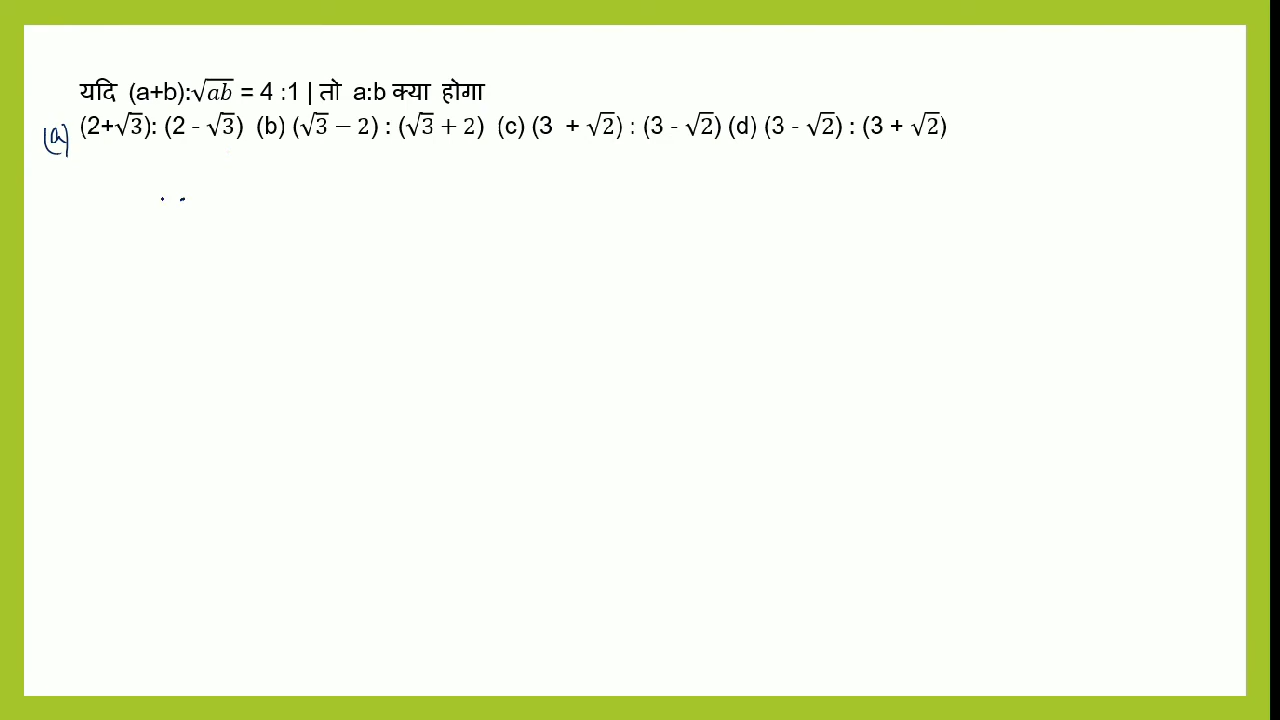 यदि (a+b):√ab = 4 :1 | तो a:b क्या होगा
(a) (2+√3): (2 - √3) (b) (√3 − 2) : (√3 + 2) (c) (3 + √2) : (3 - √2) (d) (3 - √2) : (3 + √2)